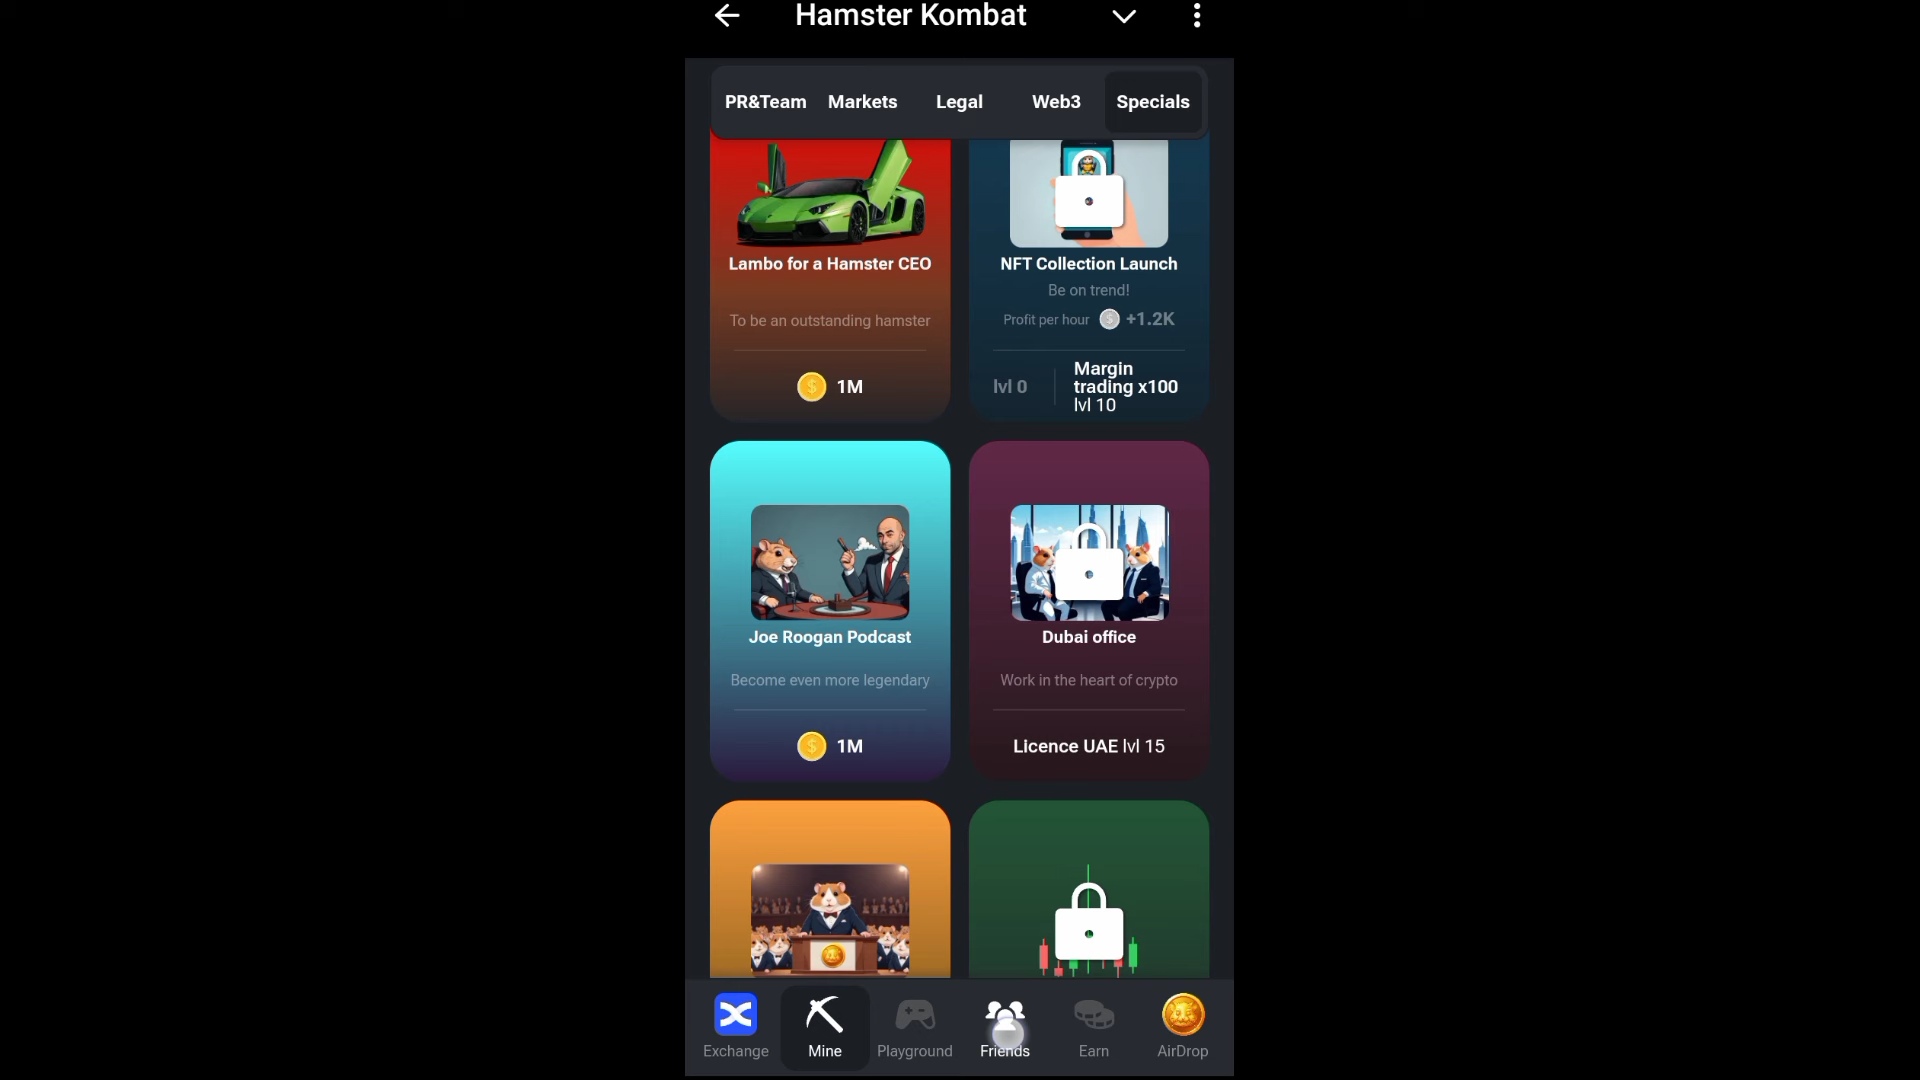 Hamster Kombat
PR&Team Markets Legal Web3 Specials
Lambo for a Hamster CEO
To be an outstanding hamster
1M
NFT Collection Launch
Be on trend!
Profit per hour +1.2K
lvl 0
Margin
trading x100
lvl 10
Joe Roogan Podcast
Become even more legendary
1M
Dubai office
Work in the heart of crypto
Licence UAE lvl 15
Exchange Mine Playground Friends Earn AirDrop